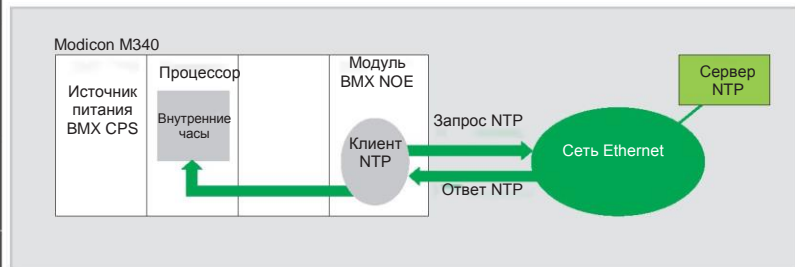 Modicon M340
Источник
питания
BMX CPS
Процессор
Внутренние
часы
Модуль
BMX NOE
Клиент
NTP
Запрос NTP
Ответ NTP
Сеть Ethernet
Сервер
NTP